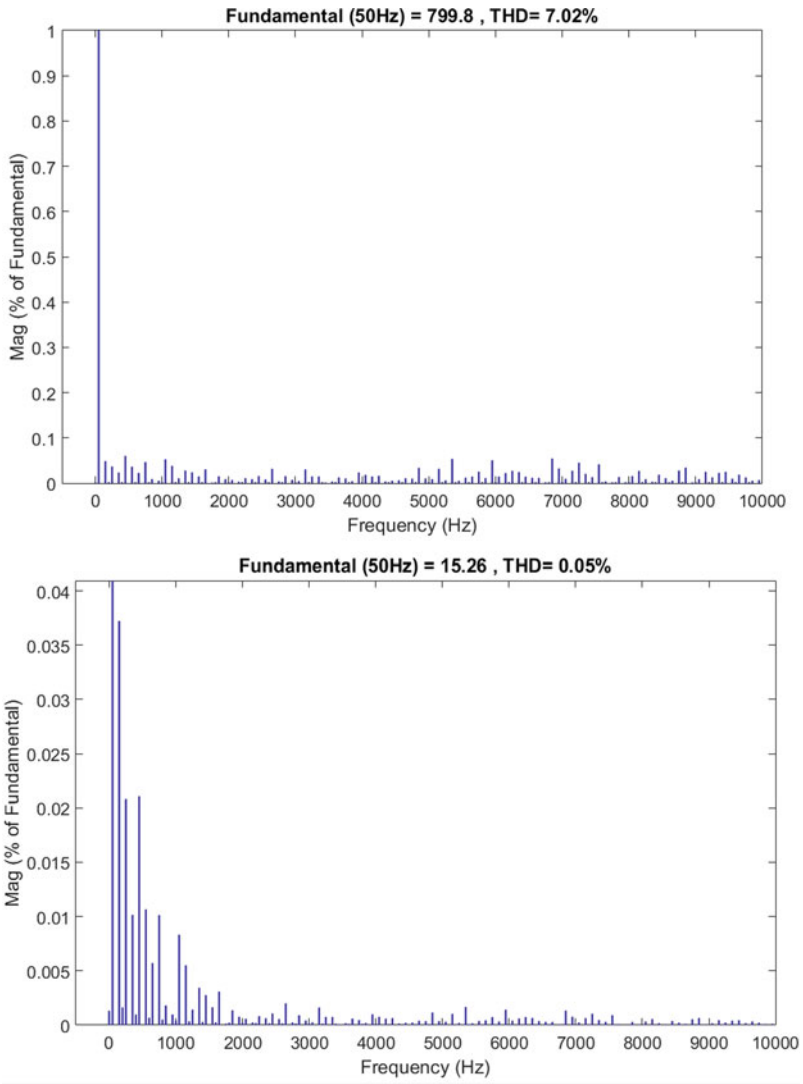 Fundamental (50Hz) = 799.8 , THD= 7.02%
1
0.9
0.8
0.7
0.6
0.5
0.4
0.3
0.2
0.1
0
Mag (% of Fundamental)
0 1000 2000 3000 4000 5000 6000 7000 8000 9000 10000
Frequency (Hz)
Fundamental (50Hz) = 15.26 , THD= 0.05%
0.04
0.035
0.03
0.025
0.02
0.015
0.01
0.005
0
Mag (% of Fundamental)
0 1000 2000 3000 4000 5000 6000 7000 8000 9000 10000
Frequency (Hz)